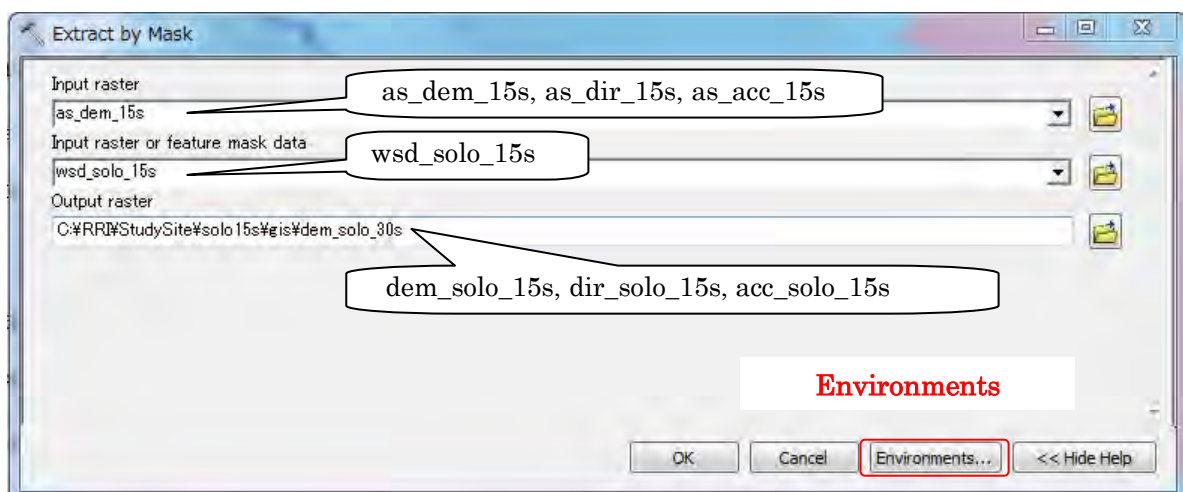 Extract by Mask
Input raster
as_dem_15s, as_dir_15s, as_acc_15s
as_dem_15s
Input raster or feature mask data
wsd_solo_15s
wsd_solo_15s
Output raster
C:¥RRI¥StudySite¥solo15s¥gis¥dem_solo_30s
dem_solo_15s, dir_solo_15s, acc_solo_15s
Environments
OK Cancel Environments... << Hide Help